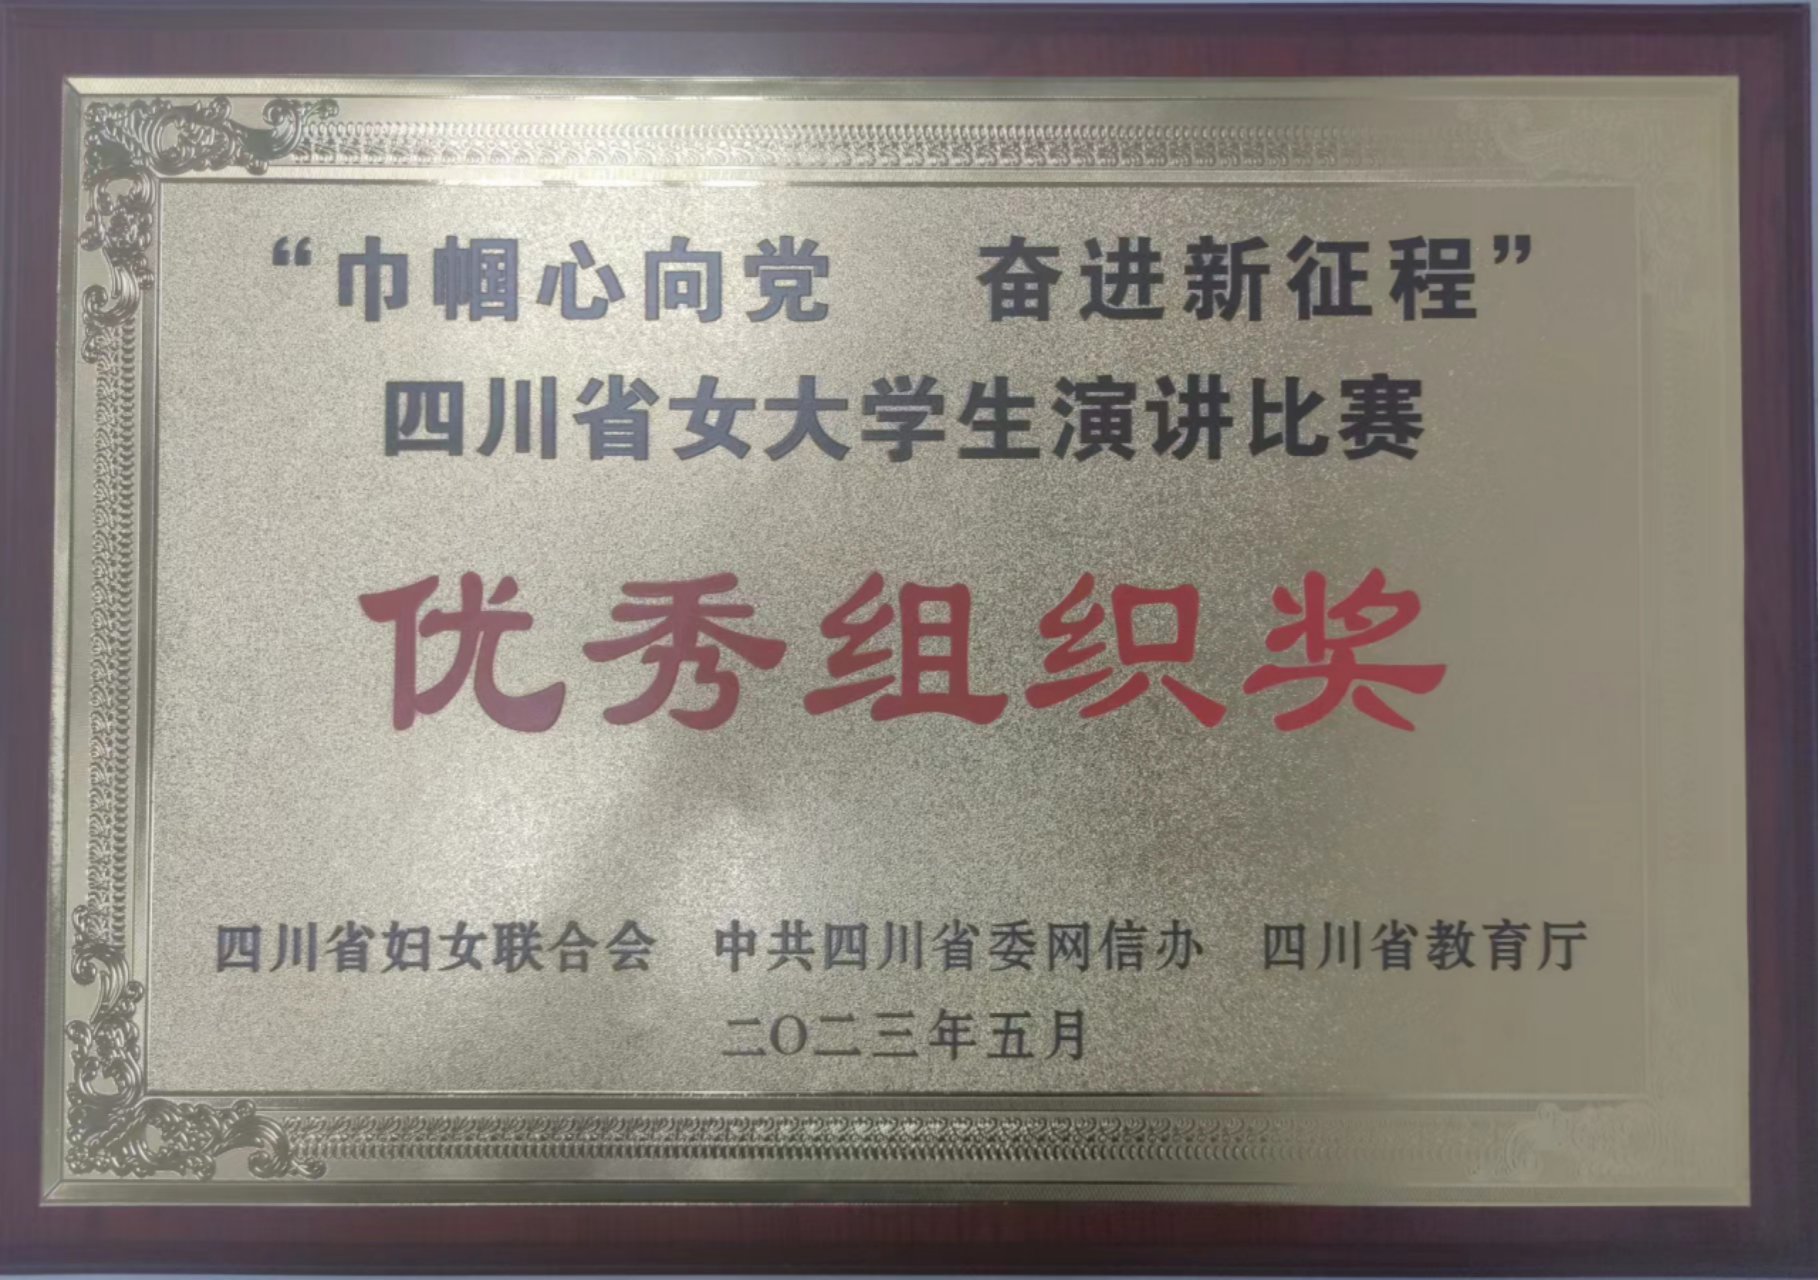 “巾帼心向党　奋进新征程”
四川省女大学生演讲比赛
优秀组织奖
四川省妇女联合会　中共四川省委网信办　四川省教育厅
二〇二三年五月